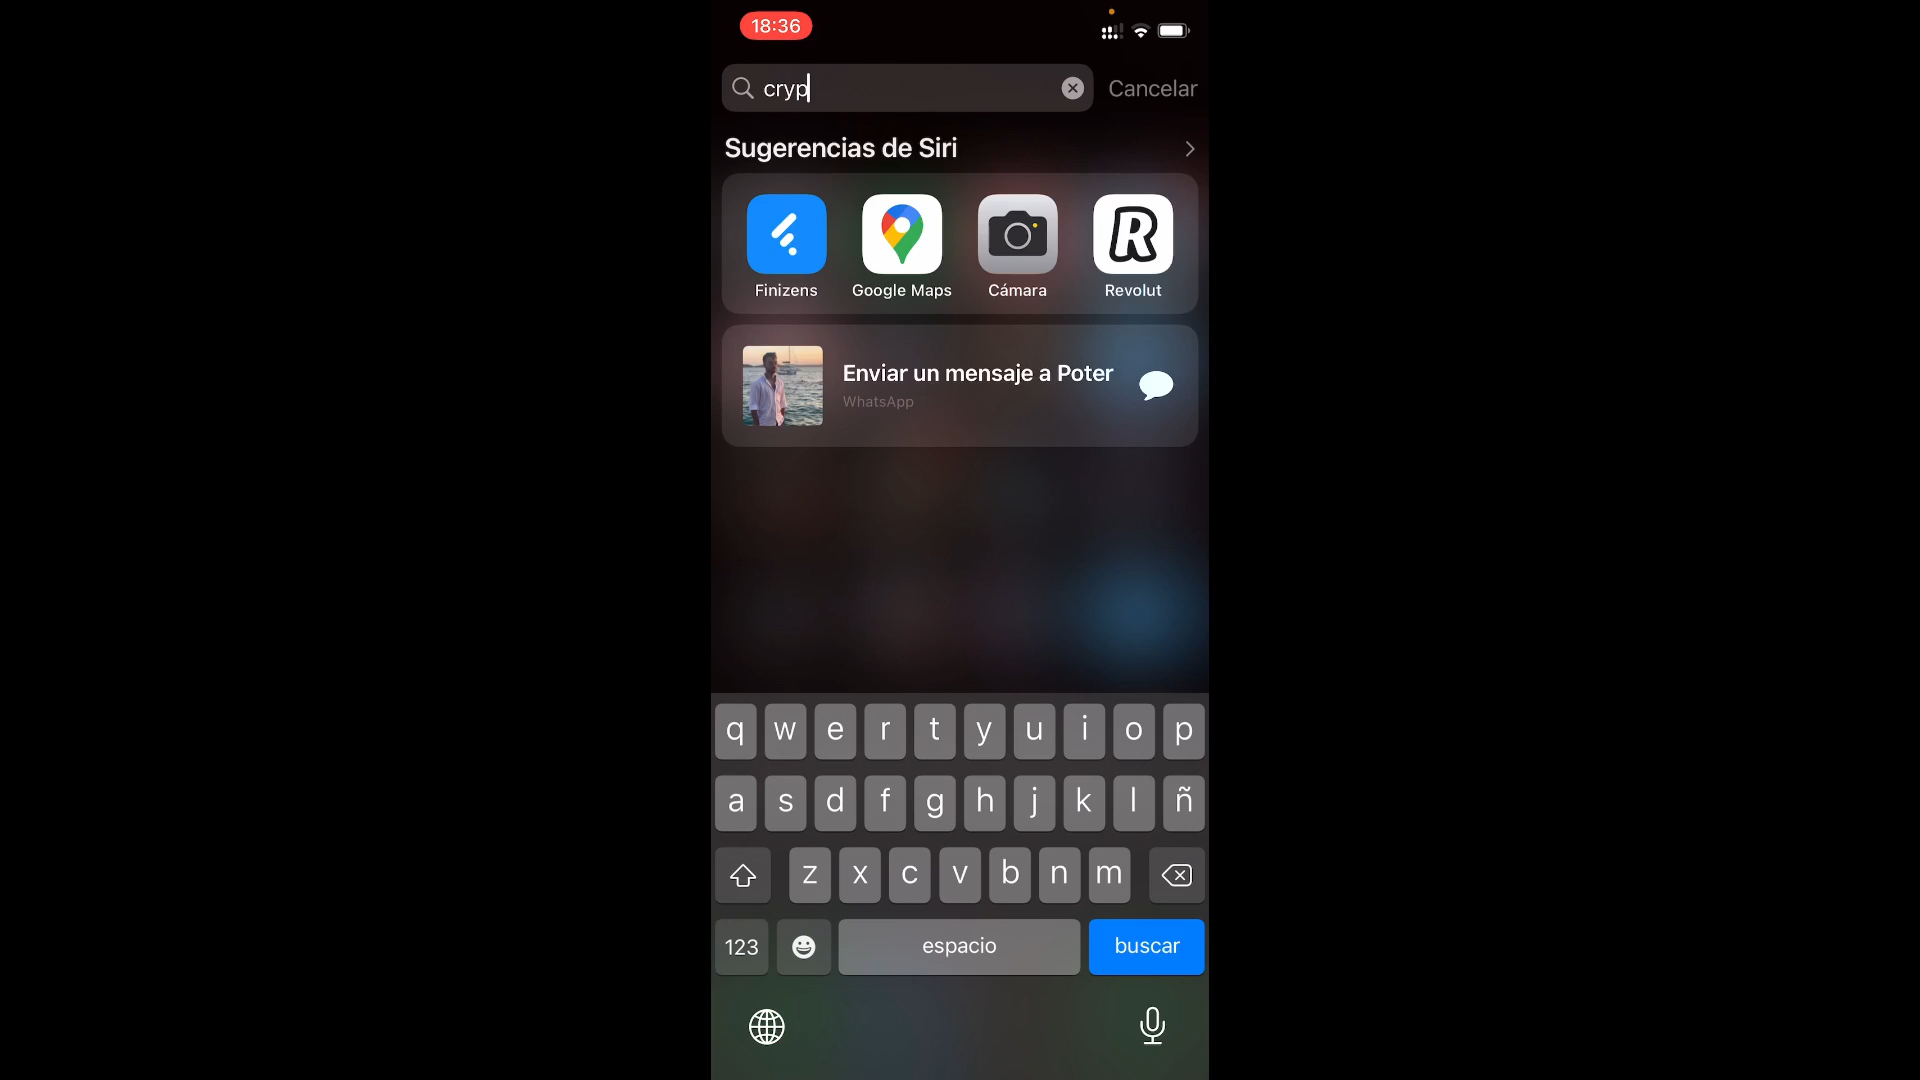 18:36
cryp
Cancelar
Sugerencias de Siri
Finizens
Google Maps
Cámara
R
Revolut
Enviar un mensaje a Poter
WhatsApp
q w e r t y u i o p
a s d f g h j k l ñ
z x c v b n m
123
espacio
buscar